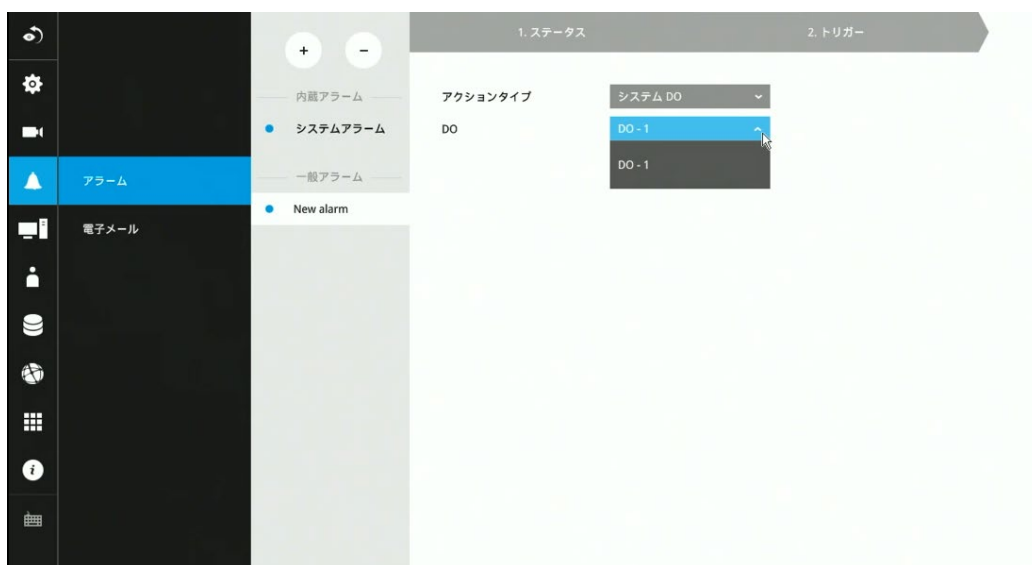 1. ステータス
2. トリガー
+
-
内蔵アラーム
システムアラーム
一般アラーム
New alarm
アラーム
電子メール
アクションタイプ
システム DO
DO
DO - 1
DO - 1